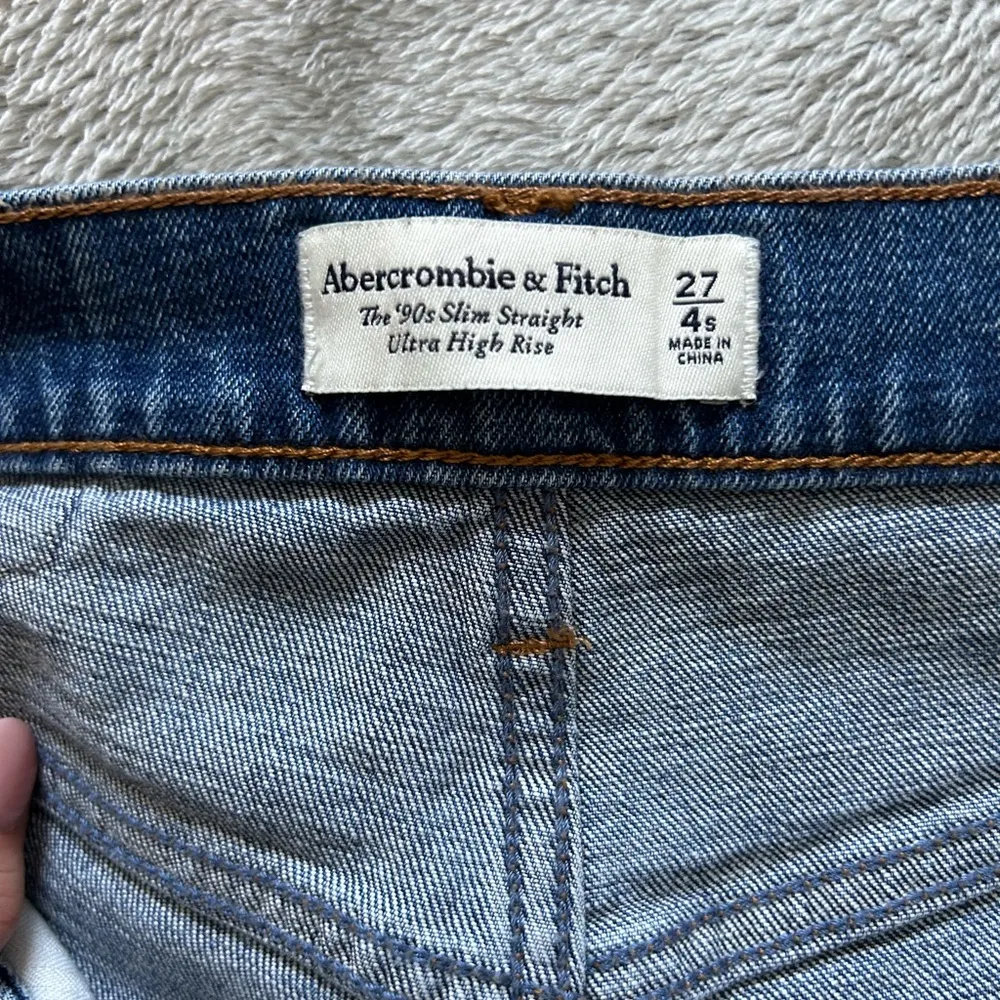 Abercrombie & Fitch
The '90s Slim Straight
Ultra High Rise
27
4s
MADE IN
CHINA